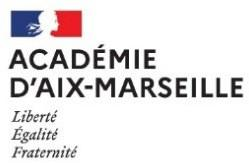 ACADÉMIE
D'AIX-MARSEILLE
Liberté
Égalité
Fraternité